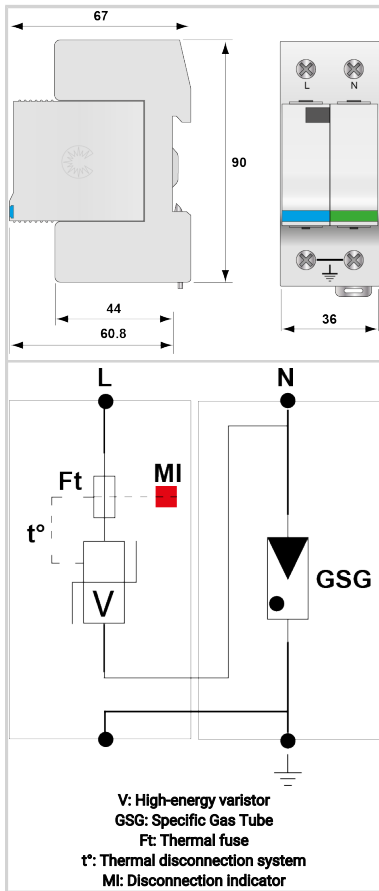 67
L N
90
44
60.8
36
L N
Ft MI
t°
V
GSG
V: High-energy varistor
GSG: Specific Gas Tube
Ft: Thermal fuse
t°: Thermal disconnection system
MI: Disconnection indicator